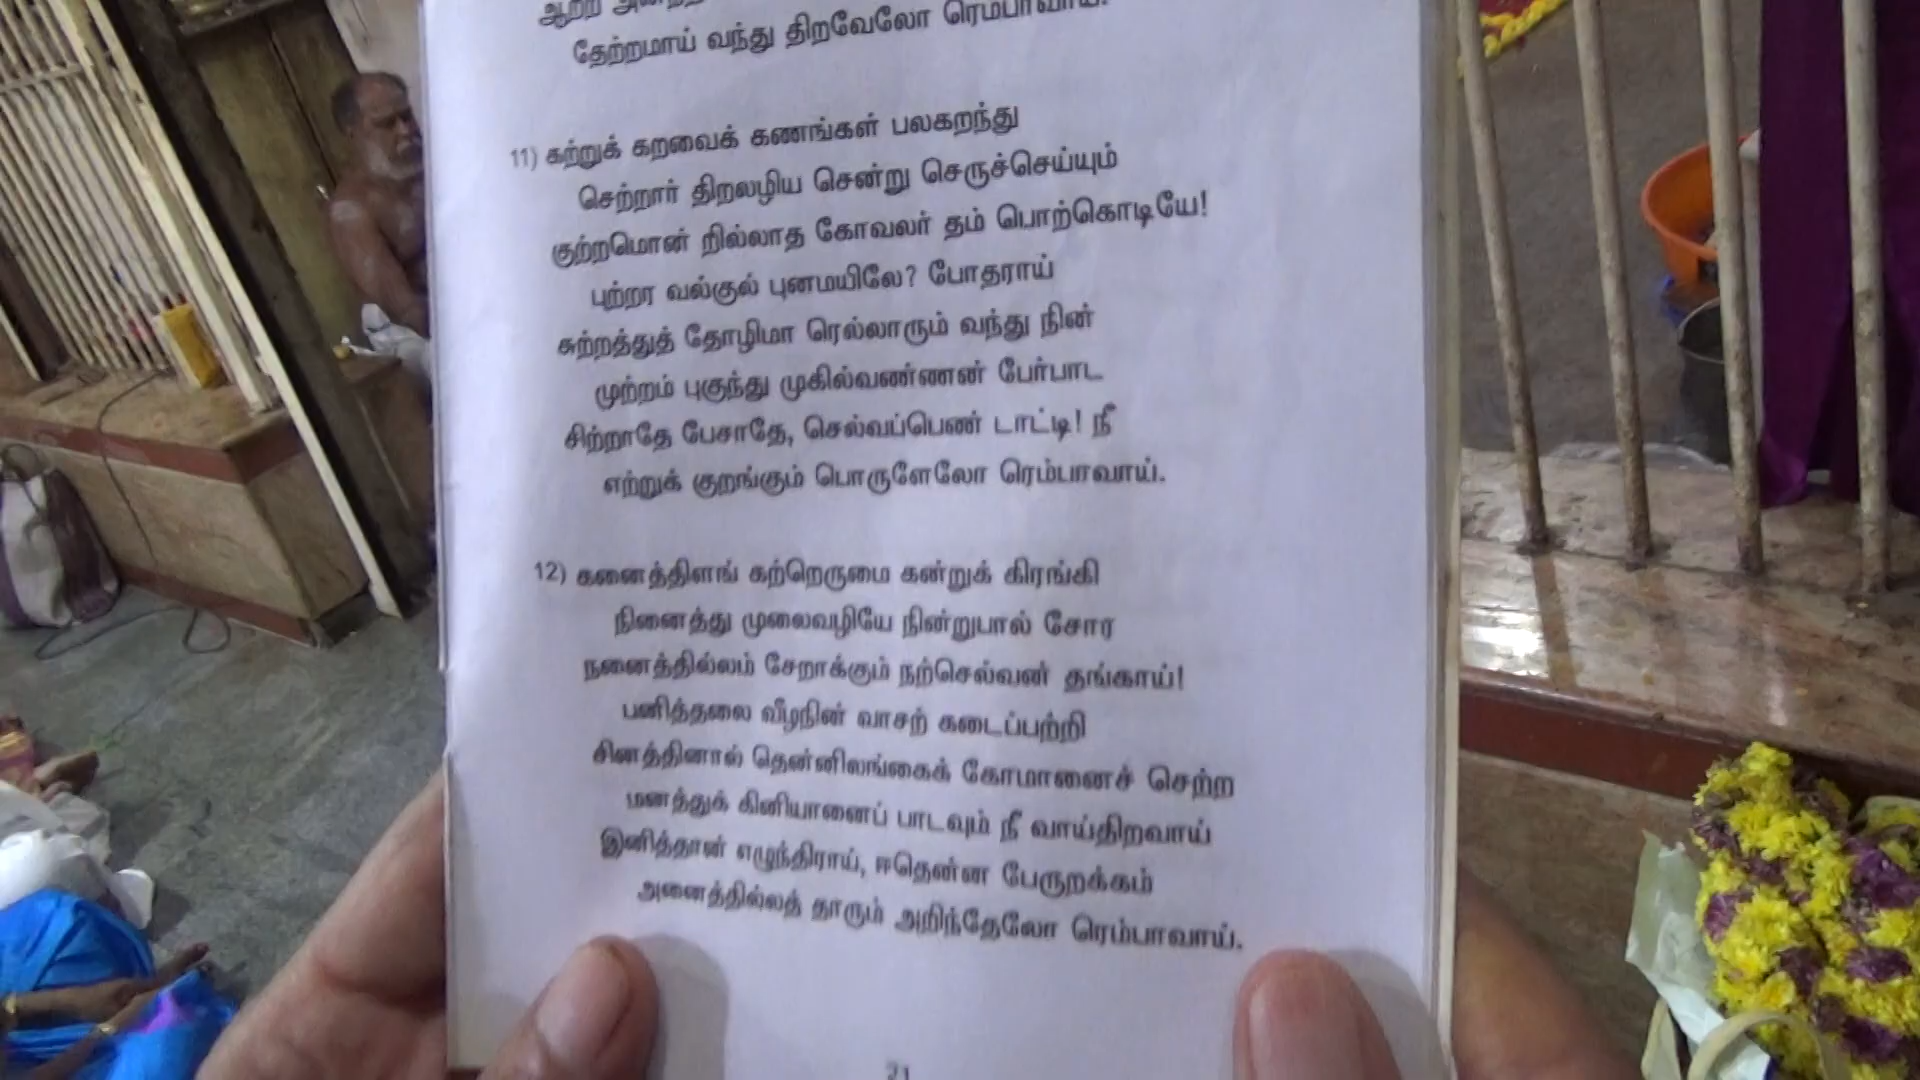 தேற்றமாய் வந்து திறவேலோ ரெம்பாவாய்.
11) கற்றுக் கறவைக் கணங்கள் பலகறந்து
செற்றார் திறலழிய சென்று செருச்செய்யும்
குற்றமொன் றில்லாத கோவலர் தம் பொற்கொடியே!
புற்றர வல்குல் புனமயிலே? போதராய்
சுற்றத்துத் தோழிமா ரெல்லாரும் வந்து நின்
முற்றம் புகுந்து முகில்வண்ணன் பேர்பாட
சிற்றாதே பேசாதே, செல்வப்பெண் டாட்டி! நீ
எற்றுக் குறங்கும் பொருளேலோ ரெம்பாவாய்.
12) கனைத்திளங் கற்றெருமை கன்றுக் கிரங்கி
நினைத்து முலைவழியே நின்றுபால் சோர
நனைத்தில்லம் சேறாக்கும் நற்செல்வன் தங்காய்!
பனித்தலை வீழநின் வாசற் கடைப்பற்றி
சினத்தினால் தென்னிலங்கைக் கோமானைச் செற்ற
மனத்துக் கினியானைப் பாடவும் நீ வாய்திறவாய்
இனித்தான் எழுந்திராய், ஈதென்ன பேருறக்கம்
அனைத்தில்லத் தாரும் அறிந்தேலோ ரெம்பாவாய்.
21